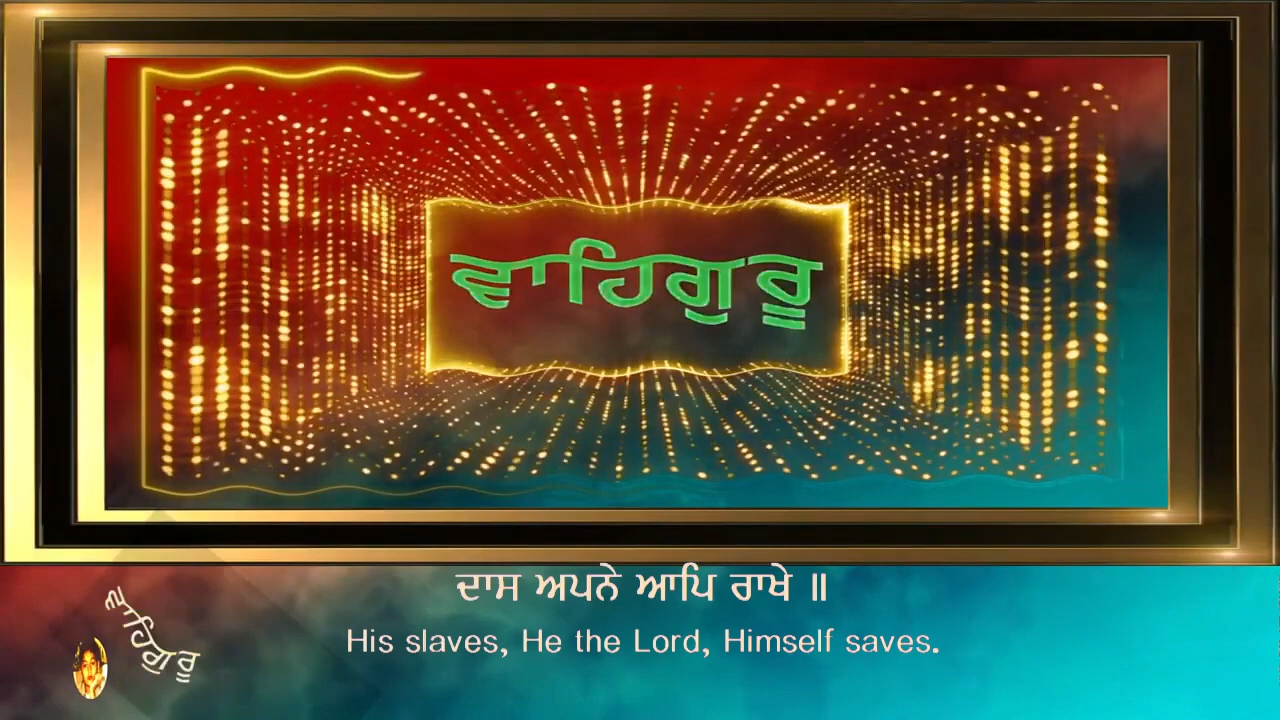 ਵਾਹਿਗੁਰੂ
ਦਾਸ ਅਪਨੇ ਆਪਿ ਰਾਖੇ ॥
His slaves, He the Lord, Himself saves.
ਵਾਹਿਗੁਰੂ